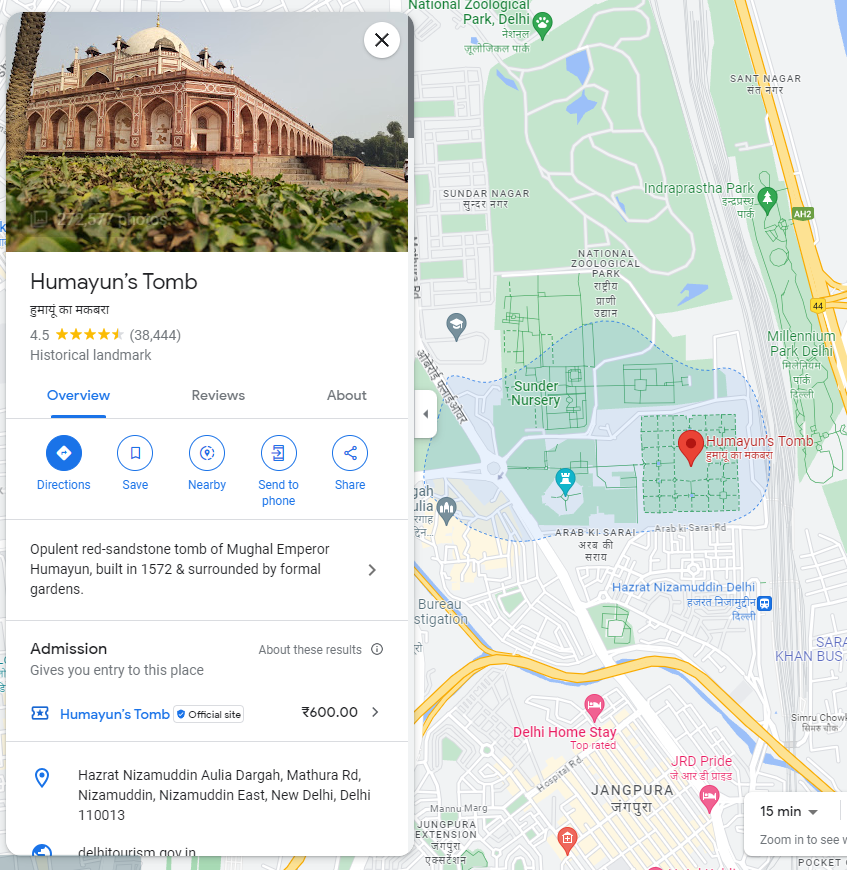 272,577 photos
Humayun's Tomb
हुमायूं का मकबरा
4.5 (38,444)
Historical landmark
Overview Reviews About
Directions Save Nearby Send to phone Share
Opulent red-sandstone tomb of Mughal Emperor
Humayun, built in 1572 & surrounded by formal
gardens.
Admission About these results
Gives you entry to this place
Humayun's Tomb Official site ₹600.00
Hazrat Nizamuddin Aulia Dargah, Mathura Rd,
Nizamuddin, Nizamuddin East, New Delhi, Delhi
110013
delhitourism.gov.in
National Zoological
Park, Delhi
नेशनल
जूलोजिकल पार्क
SANT NAGAR
संत नगर
SUNDAR NAGAR
सुन्दर नगर
Indraprastha Park
इन्द्रप्रस्थ
पार्क
AH2
NATIONAL
ZOOLOGICAL
PARK
राष्ट्रीय
प्राणी
उद्यान
44
Millennium
Park Delhi
मिलेनियम
पार्क
दिल्ली
ओबेरॉई फ्लाईओवर
Sunder
Nursery
Humayun's Tomb
हुमायूं का मकबरा
ARAB KI SARAI
अरब की
सराय
Arab ki Sarai Rd
Hazrat Nizamuddin Delhi
हजरत निजामुद्दीन
दिल्ली
Bureau
SARA
KHAN BUS
Delhi Home Stay
Top rated
Simru Chowk
सिमरू चौक
JRD Pride
जे आर डी प्राइड
Hospital Rd
JANGPURA
जंगपुरा
Mannu Marg
JUNGPURA
EXTENSION
जंगपुरा
एक्सटेंशन
15 min
Zoom in to see
POCKET